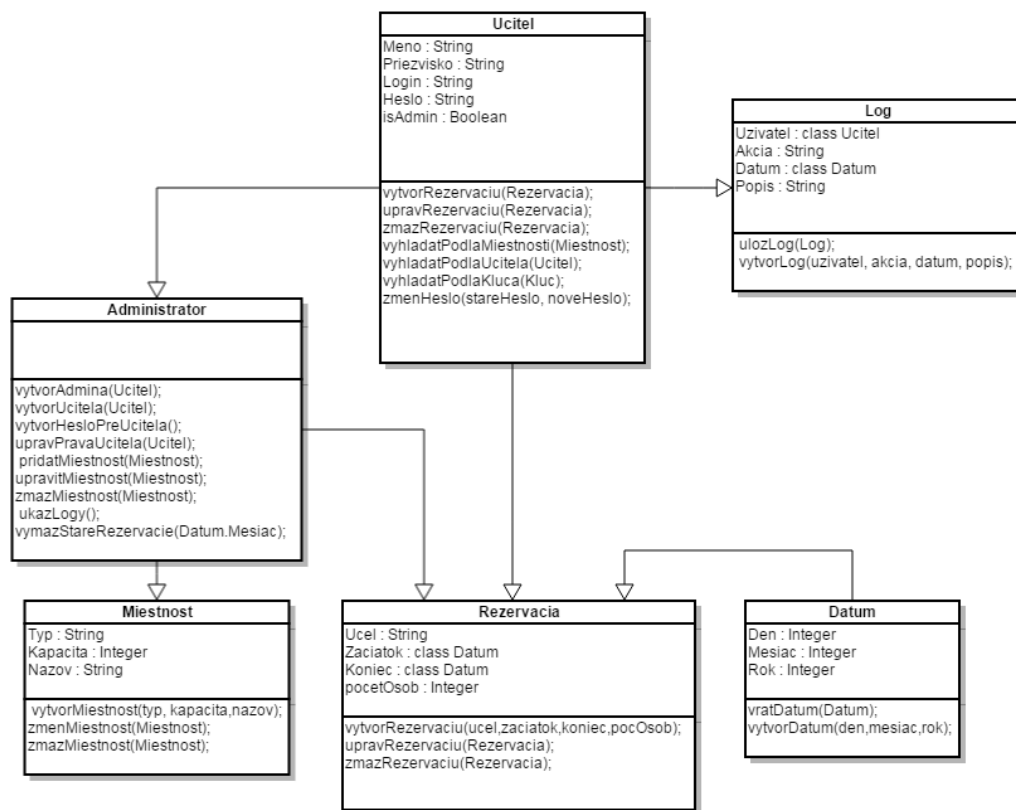 Ucitel
Meno : String
Priezvisko : String
Login : String
Heslo : String
isAdmin : Boolean
vytvorRezervaciu(Rezervacia);
upravRezervaciu(Rezervacia);
zmazRezervaciu(Rezervacia);
vyhladatPodlaMiestnosti(Miestnost);
vyhladatPodlaUcitela(Ucitel);
vyhladatPodlaKluca(Kluc);
zmenHeslo(stareHeslo, noveHeslo);
Log
Uzivatel : class Ucitel
Akcia : String
Datum : class Datum
Popis : String
ulozLog(Log);
vytvorLog(uzivatel, akcia, datum, popis);
Administrator
vytvorAdmina(Ucitel);
vytvorUcitela(Ucitel);
vytvorHesloPreUcitela();
upravPravaUcitela(Ucitel);
pridatMiestnost(Miestnost);
upravitMiestnost(Miestnost);
zmazMiestnost(Miestnost);
ukazLogy();
vymazStareRezervacie(Datum.Mesiac);
Miestnost
Typ : String
Kapacita : Integer
Nazov : String
vytvorMiestnost(typ, kapacita,nazov);
zmenMiestnost(Miestnost);
zmazMiestnost(Miestnost);
Rezervacia
Ucel : String
Zaciatok : class Datum
Koniec : class Datum
pocetOsob : Integer
vytvorRezervaciu(ucel,zaciatok,koniec,pocOsob);
upravRezervaciu(Rezervacia);
zmazRezervaciu(Rezervacia);
Datum
Den : Integer
Mesiac : Integer
Rok : Integer
vratDatum(Datum);
vytvorDatum(den,mesiac,rok);